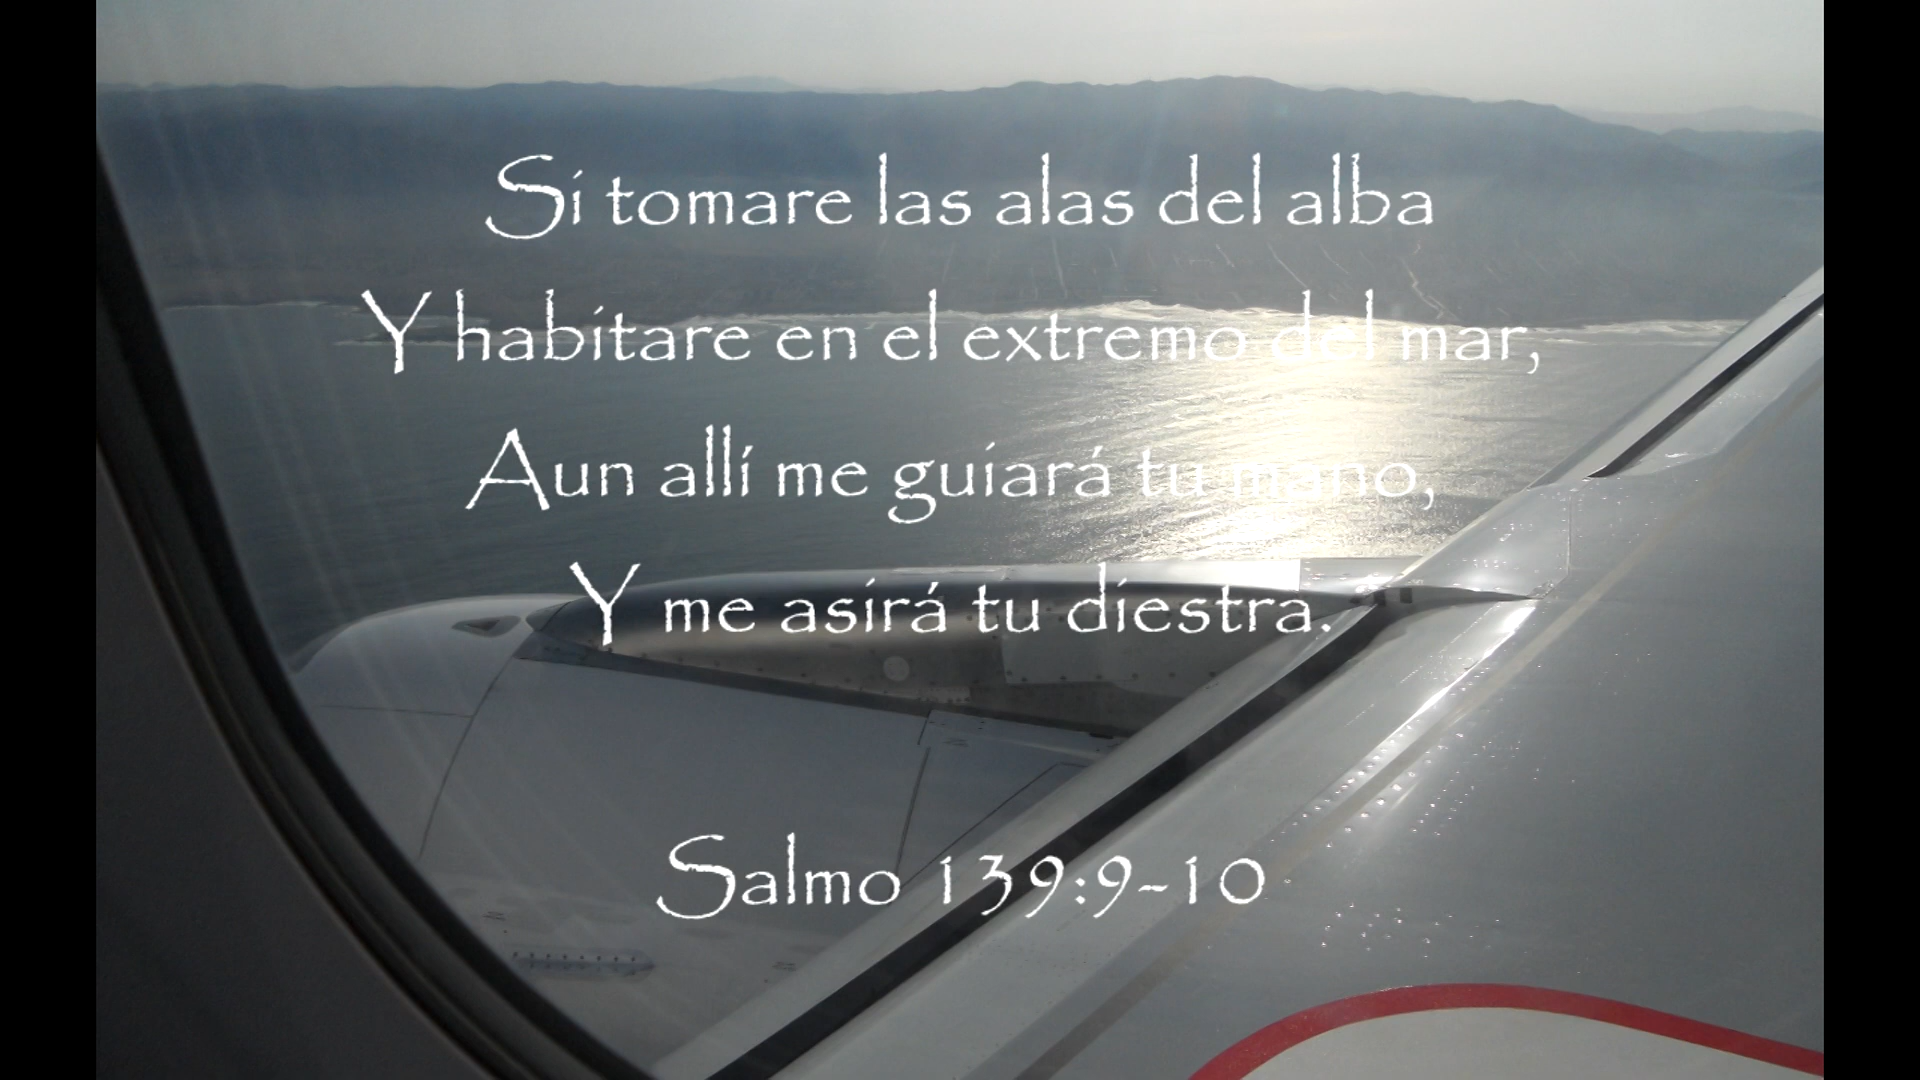 Si tomare las alas del alba
Y habitare en el extremo del mar,
Aun allí me guiará tu mano,
Y me asirá tu diestra.
Salmo 139:9-10